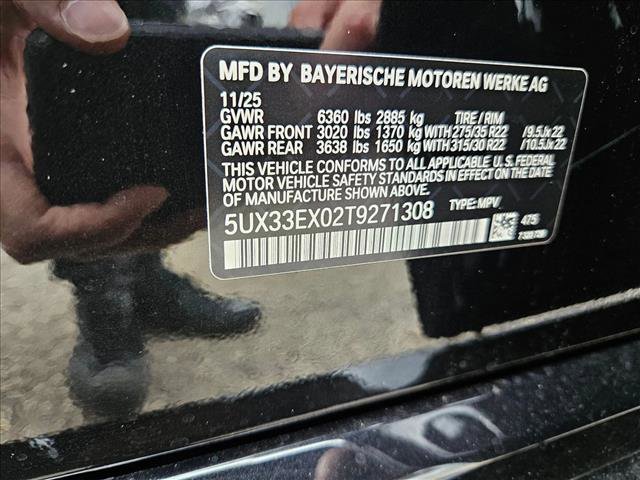 MFD BY BAYERISCHE MOTOREN WERKE AG
11/25
GVWR 6360 lbs 2885 kg TIRE / RIM
GAWR FRONT 3020 lbs 1370 kg WITH 275/35 R22 /9.5Jx22
GAWR REAR 3638 lbs 1650 kg WITH 315/30 R22 /10.5Jx22
THIS VEHICLE CONFORMS TO ALL APPLICABLE U. S. FEDERAL
MOTOR VEHICLE SAFETY STANDARDS IN EFFECT ON THE DATE
OF MANUFACTURE SHOWN ABOVE.
5UX33EX02T9271308 TYPE: MPV
475